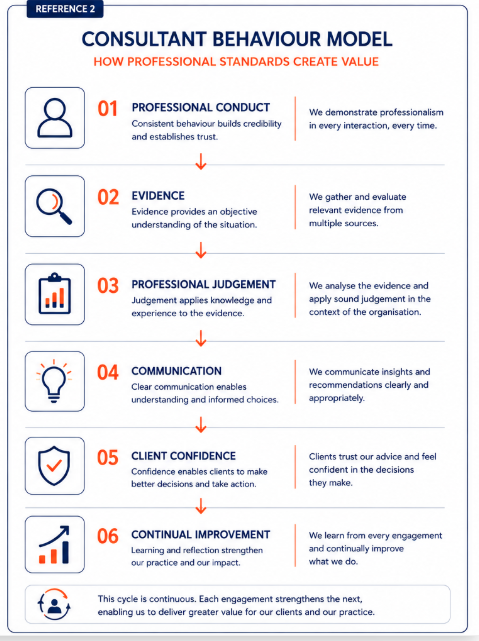 REFERENCE 2
CONSULTANT BEHAVIOUR MODEL
HOW PROFESSIONAL STANDARDS CREATE VALUE
01
PROFESSIONAL CONDUCT
Consistent behaviour builds credibility
and establishes trust.
We demonstrate professionalism
in every interaction, every time.
02
EVIDENCE
Evidence provides an objective
understanding of the situation.
We gather and evaluate
relevant evidence from
multiple sources.
03
PROFESSIONAL JUDGEMENT
Judgement applies knowledge and
experience to the evidence.
We analyse the evidence and
apply sound judgement in the
context of the organisation.
04
COMMUNICATION
Clear communication enables
understanding and informed choices.
We communicate insights and
recommendations clearly and
appropriately.
05
CLIENT CONFIDENCE
Confidence enables clients to make
better decisions and take action.
Clients trust our advice and feel
confident in the decisions
they make.
06
CONTINUAL IMPROVEMENT
Learning and reflection strengthen
our practice and our impact.
We learn from every engagement
and continually improve
what we do.
This cycle is continuous. Each engagement strengthens the next,
enabling us to deliver greater value for our clients and our practice.